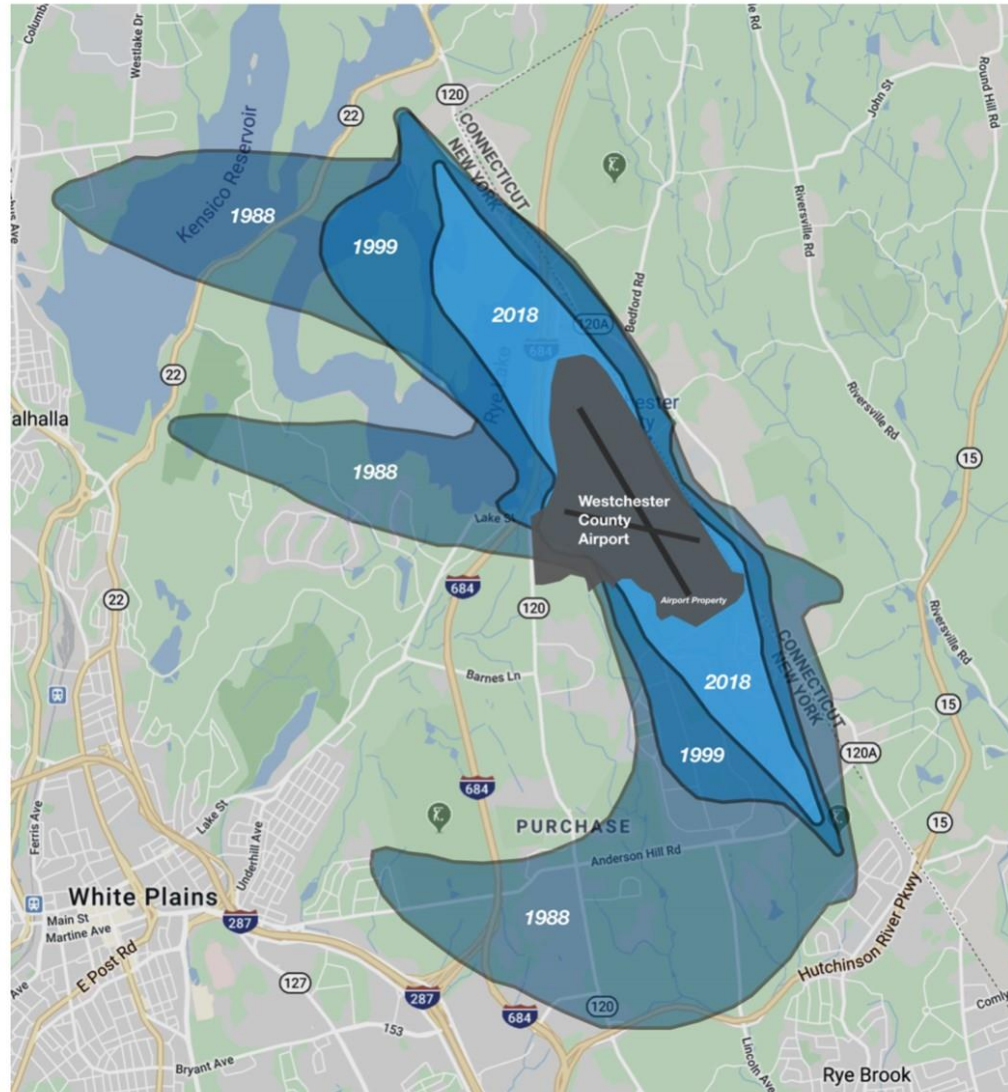 Westlake Dr
120
22
John St
Round Hill Rd
CONNECTICUT
NEW YORK
Kensico Reservoir
1988
Riversville Rd
1999
Bedford Rd
2018
120A
684
22
Rye Lake
Riversville Rd
alhalla
15
1988
Westchester
County
Airport
Lake St
684
22
120
Airport Property
Riversville Rd
CONNECTICUT
NEW YORK
Barnes Ln
2018
15
1999
120A
684
Lake St
Ferris Ave
Underhill Ave
PURCHASE
15
Anderson Hill Rd
White Plains
Main St
Martine Ave
287
1988
E Post Rd
Hutchinson River Pkwy
127
287
684
120
153
Lincoln Ave
Bryant Ave
Rye Brook